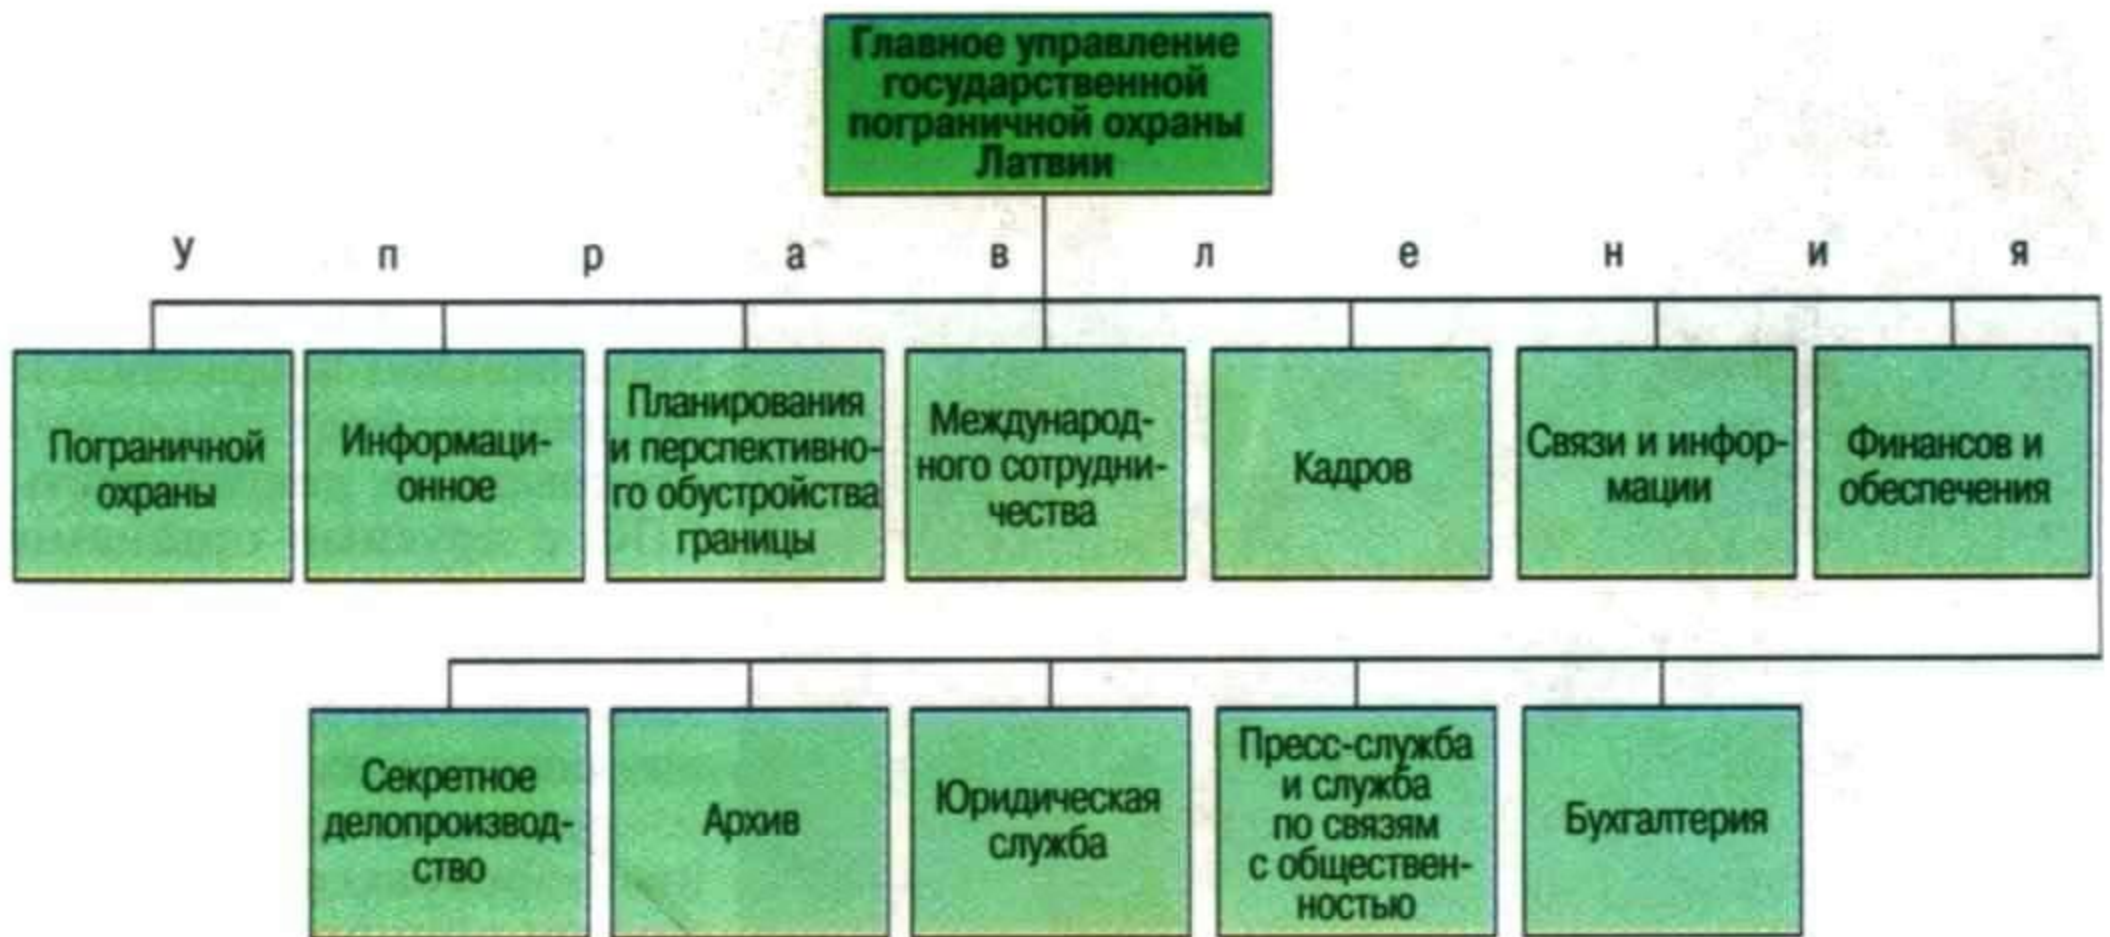 Главное управление
государственной
пограничной охраны
Латвии
У п р а в л е н и я
Пограничной
охраны
Информаци-
онное
Планирования
и перспективно-
го обустройства
границы
Международ-
ного сотрудни-
чества
Кадров
Связи и инфор-
мации
Финансов и
обеспечения
Секретное
делопроизвод-
ство
Архив
Юридическая
служба
Пресс-служба
и служба
по связям
с обществен-
ностью
Бухгалтерия